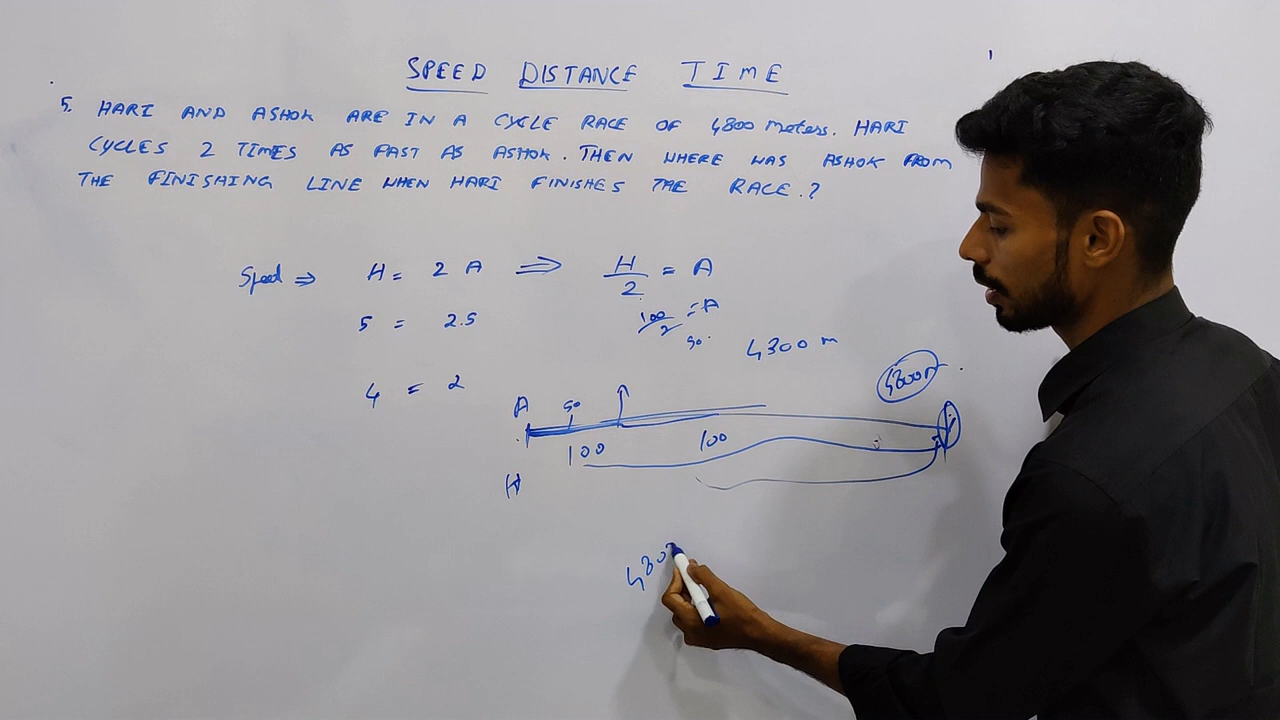 SPEED DISTANCE TIME
5. HARI AND ASHOK ARE IN A CYCLE RACE OF 4800 meters. HARI
CYCLES 2 TIMES AS FAST AS ASHOK. THEN WHERE WAS ASHOK FROM
THE FINISHING LINE WHEN HARI FINISHES THE RACE.?
Speed ⇒ H = 2 A ⇒ H/2 = A
5 = 2.5
100/2 = A
50.
4800 m
4800m
4 = 2
A 50
100 100
H
480